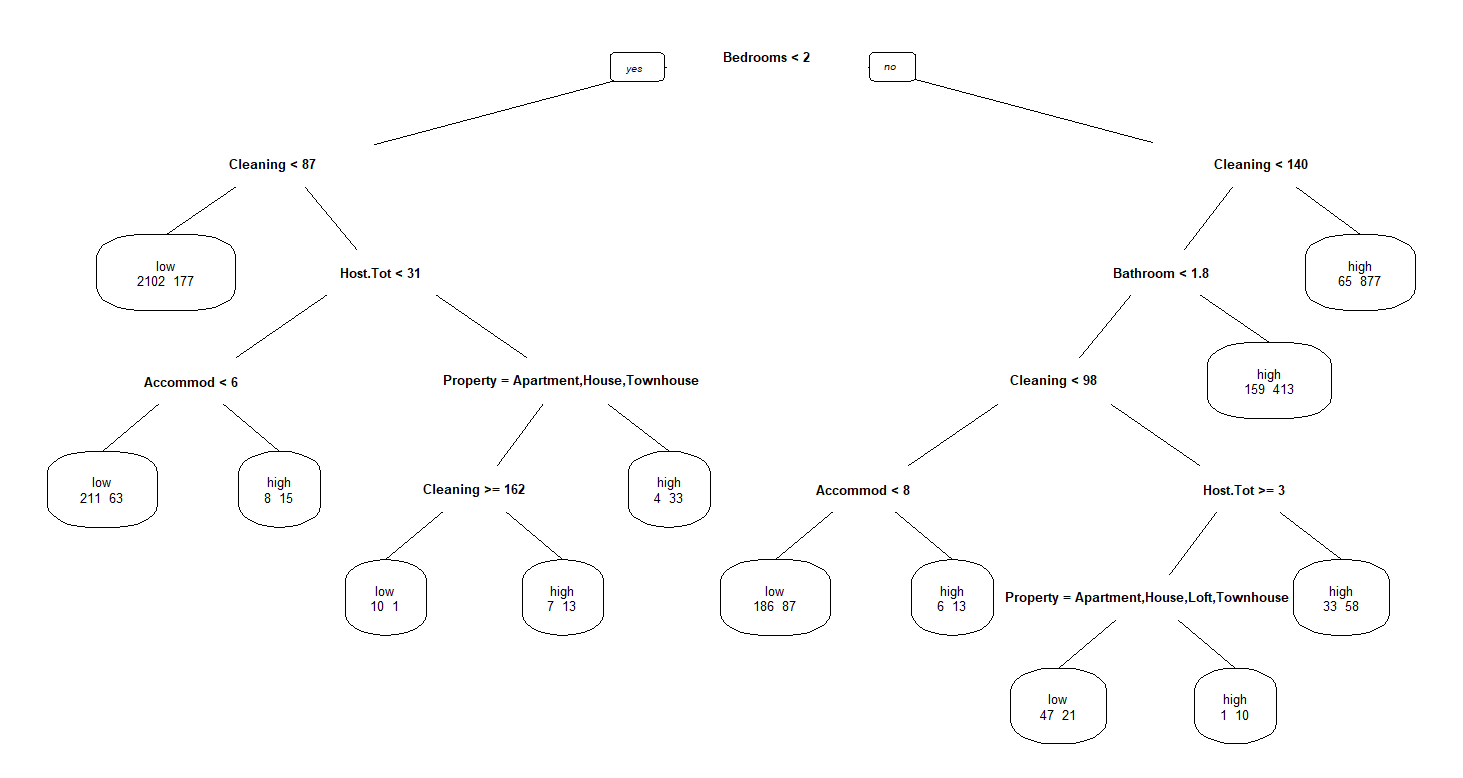 Bedrooms < 2
yes
no
Cleaning < 87
Cleaning < 140
low
2102 177
Host.Tot < 31
Bathroom < 1.8
high
65 877
Accommod < 6
Property = Apartment,House,Townhouse
Cleaning < 98
high
159 413
low
211 63
high
8 15
Cleaning >= 162
high
4 33
Accommod < 8
Host.Tot >= 3
low
10 1
high
7 13
low
186 87
high
6 13
Property = Apartment,House,Loft,Townhouse
high
33 58
low
47 21
high
1 10